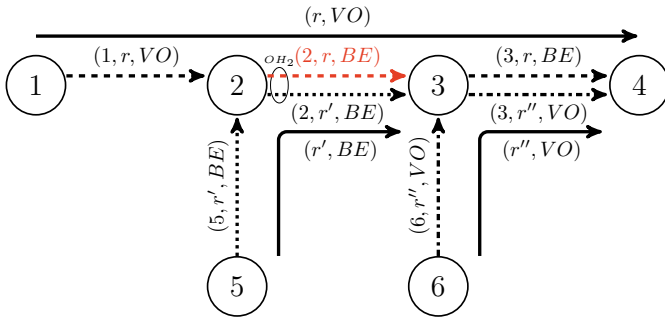 (r, VO)
(1, r, VO)
OH₂
(2, r, BE)
(3, r, BE)
1
2
3
4
(2, r′, BE)
(3, r″, VO)
(r′, BE)
(r″, VO)
(5, r′, BE)
(6, r″, VO)
5
6